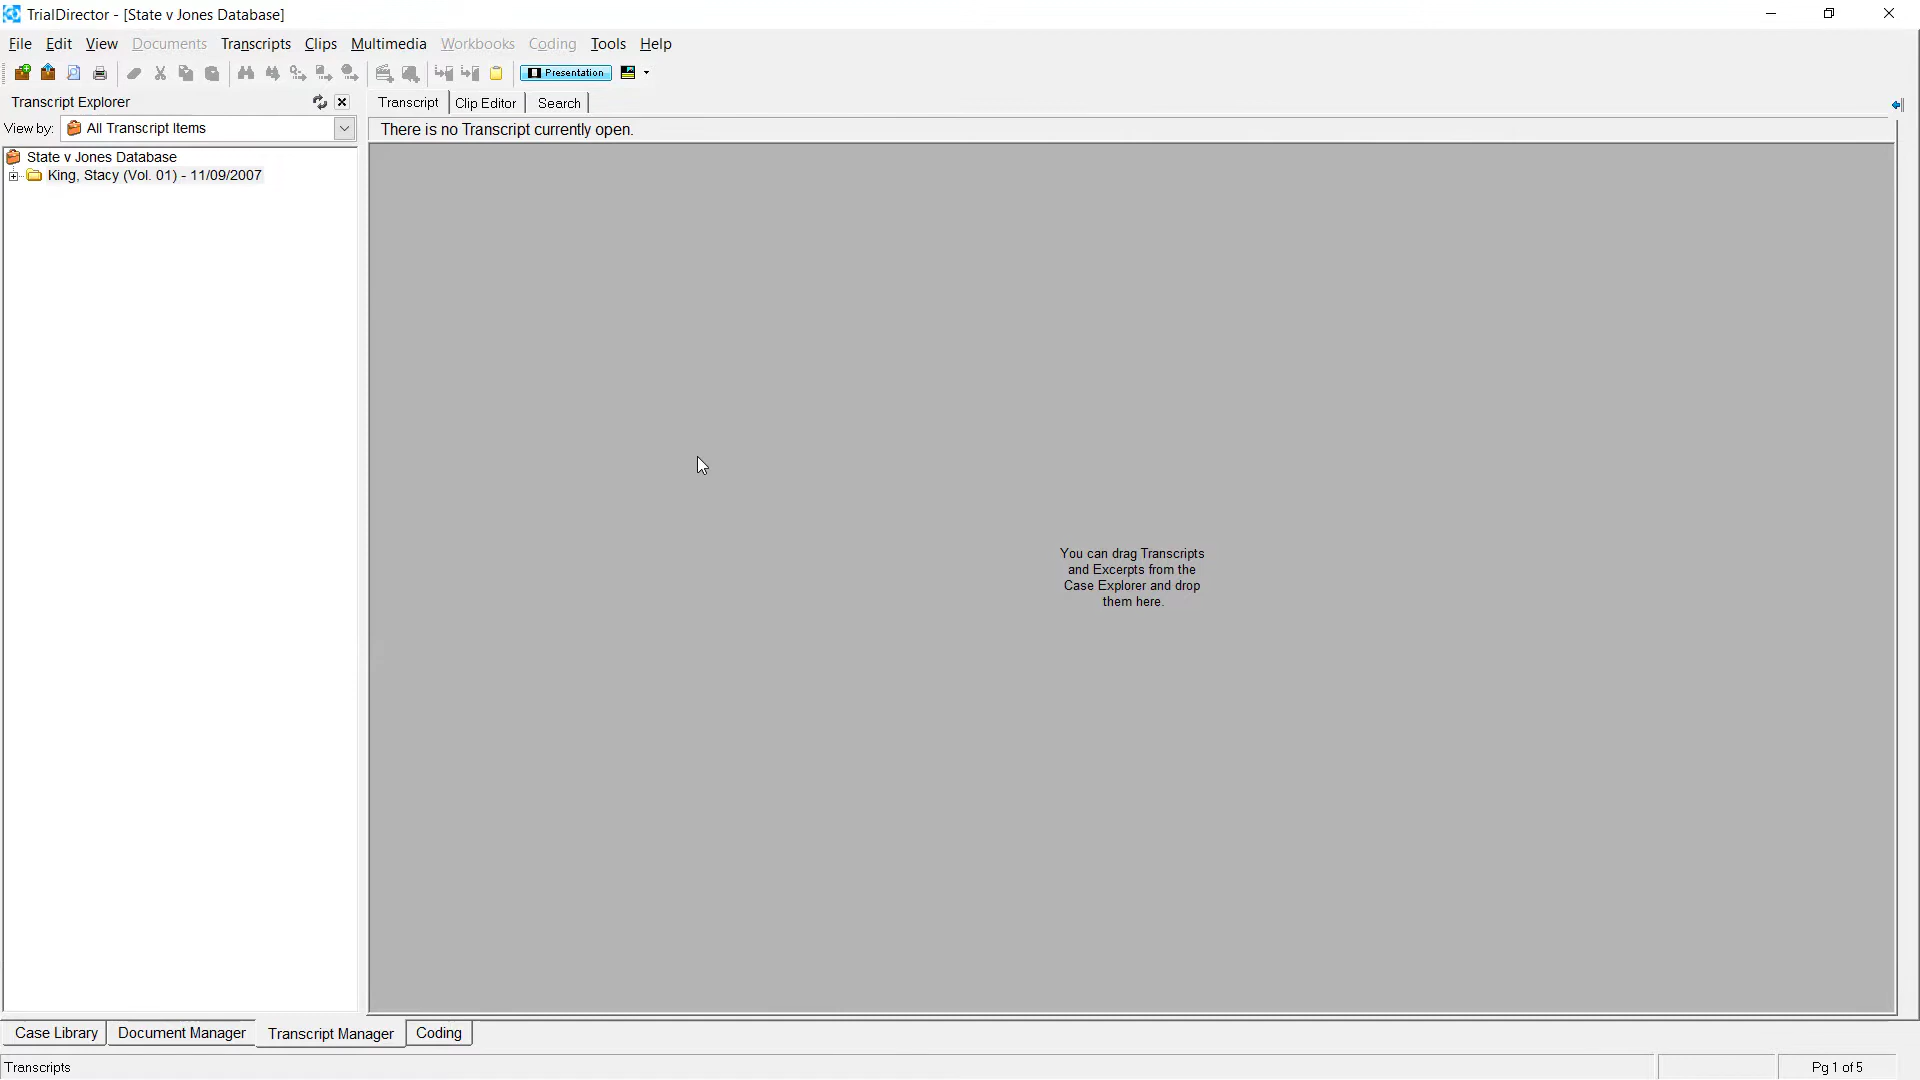 TrialDirector - [State v Jones Database]
File Edit View Documents Transcripts Clips Multimedia Workbooks Coding Tools Help
Presentation
Transcript Explorer
Transcript Clip Editor Search
View by: All Transcript Items
There is no Transcript currently open.
State v Jones Database
King, Stacy (Vol. 01) - 11/09/2007
You can drag Transcripts
and Excerpts from the
Case Explorer and drop
them here.
Case Library Document Manager Transcript Manager Coding
Transcripts
Pg 1 of 5